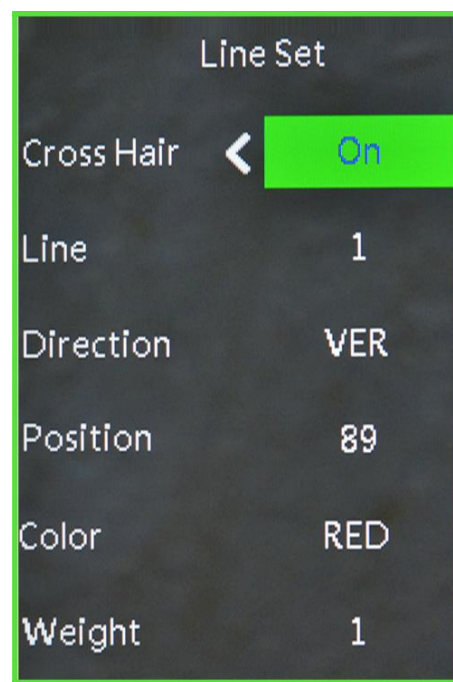 Line Set
Cross Hair < On
Line 1
Direction VER
Position 89
Color RED
Weight 1